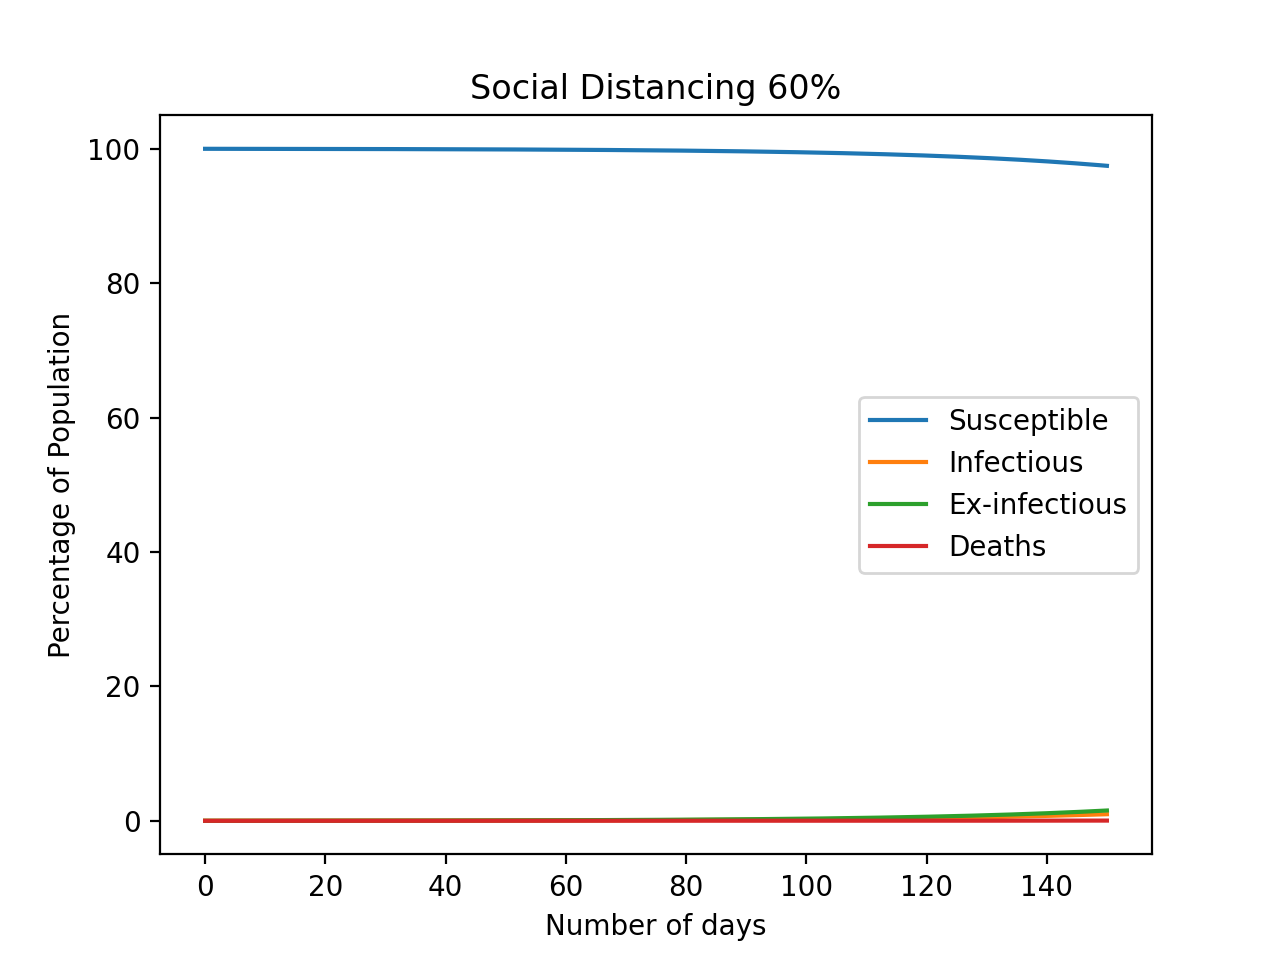 Social Distancing 60%
100
80
60
40
20
0
Percentage of Population
Susceptible
Infectious
Ex-infectious
Deaths
0 20 40 60 80 100 120 140
Number of days